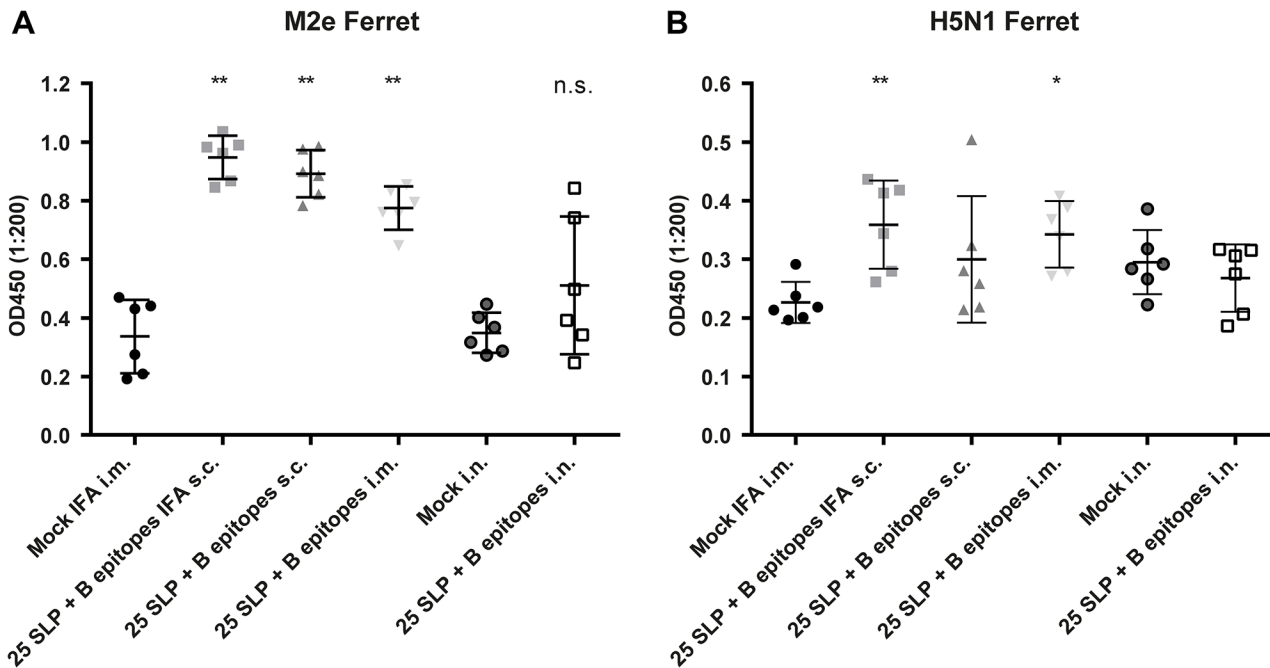 A
M2e Ferret
OD450 (1:200)
1.2
1.0
0.8
0.6
0.4
0.2
0.0
**
**
**
n.s.
Mock IFA i.m.
25 SLP + B epitopes IFA s.c.
25 SLP + B epitopes s.c.
25 SLP + B epitopes i.m.
Mock i.n.
25 SLP + B epitopes i.n.
B
H5N1 Ferret
OD450 (1:200)
0.6
0.5
0.4
0.3
0.2
0.1
0.0
**
*
Mock IFA i.m.
25 SLP + B epitopes IFA s.c.
25 SLP + B epitopes s.c.
25 SLP + B epitopes i.m.
Mock i.n.
25 SLP + B epitopes i.n.